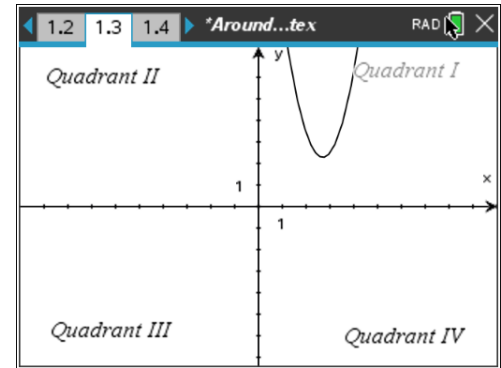 1.2 1.3 1.4 *Around...tex RAD
y
Quadrant II Quadrant I
x
1
1
Quadrant III Quadrant IV